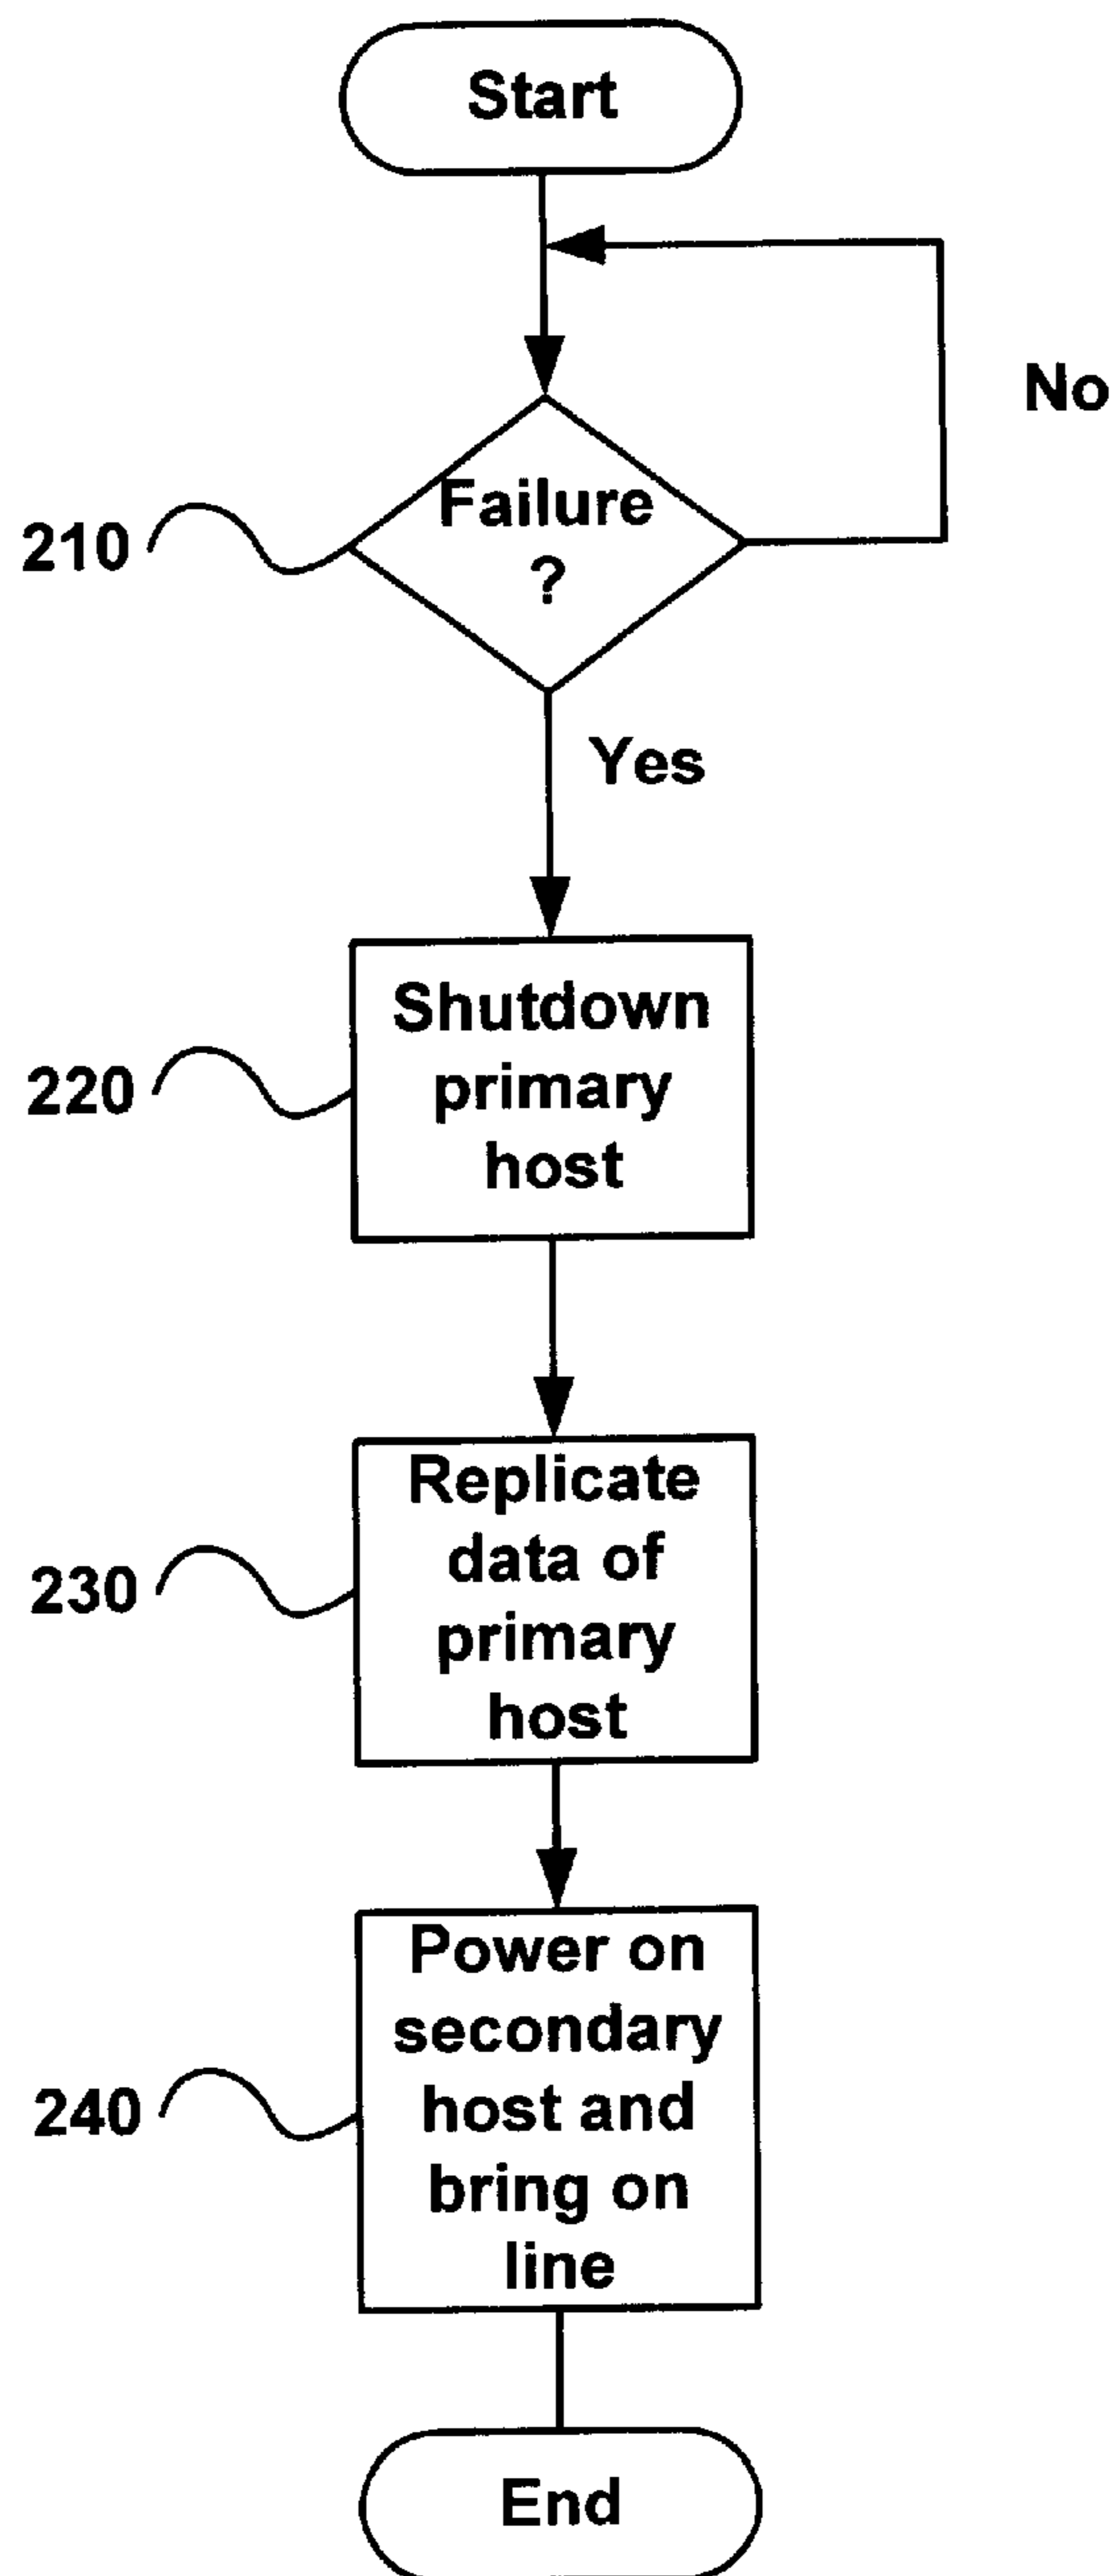 Start
No
Failure
?
210
Yes
Shutdown
primary
host
220
Replicate
data of
primary
host
230
Power on
secondary
host and
bring on
line
240
End